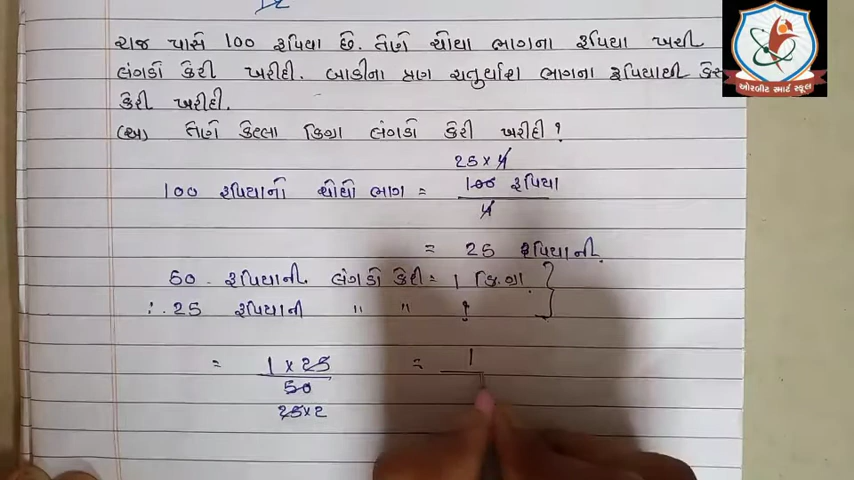 રાજ પાસે 100 રૂપિયા છે. તેણે ચોથા ભાગના રૂપિયા ખર્ચી
લંગડો કેરી ખરીદી. બાકીના ત્રણ ચતુર્થાંશ ભાગના રૂપિયાથી કેસ
કેરી ખરીદી.
(અ) તેણે કેટલા કિગ્રા લંગડો કેરી ખરીદી?
25 × 4
100 રૂપિયાનો ચોથો ભાગ = 100 રૂપિયા
4
= 25 રૂપિયાની.
50 રૂપિયાની લંગડો કેરી = 1 કિ.ગ્રા.
∴ 25 રૂપિયાની " " ?
= 1 × 25 = 1
50
25×2
ઓરબીટ સ્માર્ટ સ્કૂલ